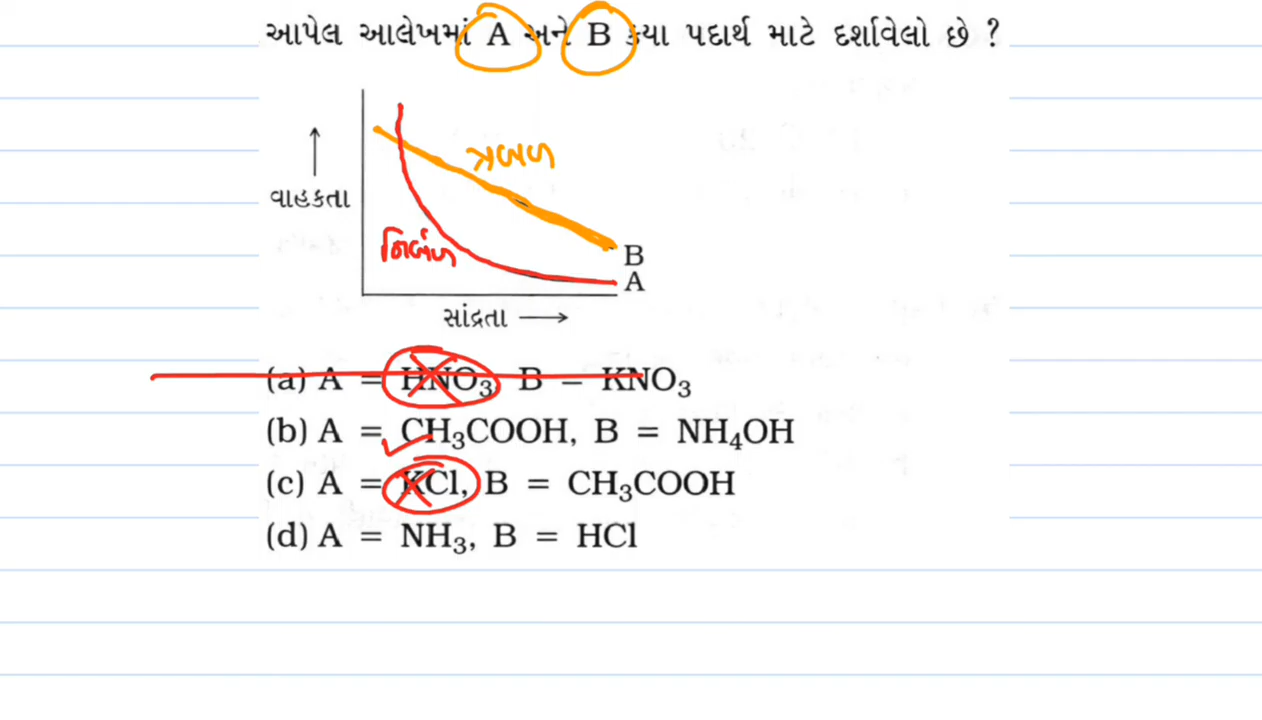 આપેલ આલેખમાં A અને B કયા પદાર્થ માટે દર્શાવેલો છે ?
પ્રબળ
વાહકતા
નિર્બળ
B
A
સાંદ્રતા
(a) A = HNO₃ B = KNO₃
(b) A = CH₃COOH, B = NH₄OH
(c) A = KCl, B = CH₃COOH
(d) A = NH₃, B = HCl